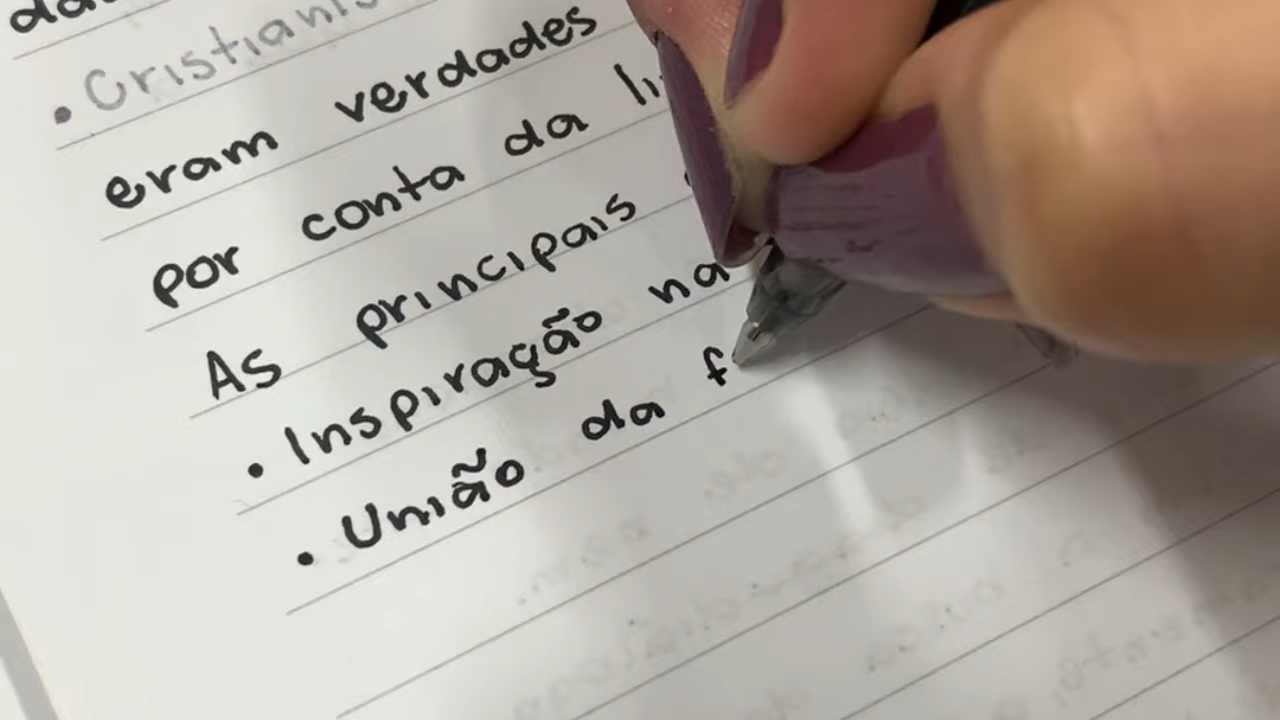 • Cristianis
eram verdades
por conta da
As principais
• Inspiração na
• União da f